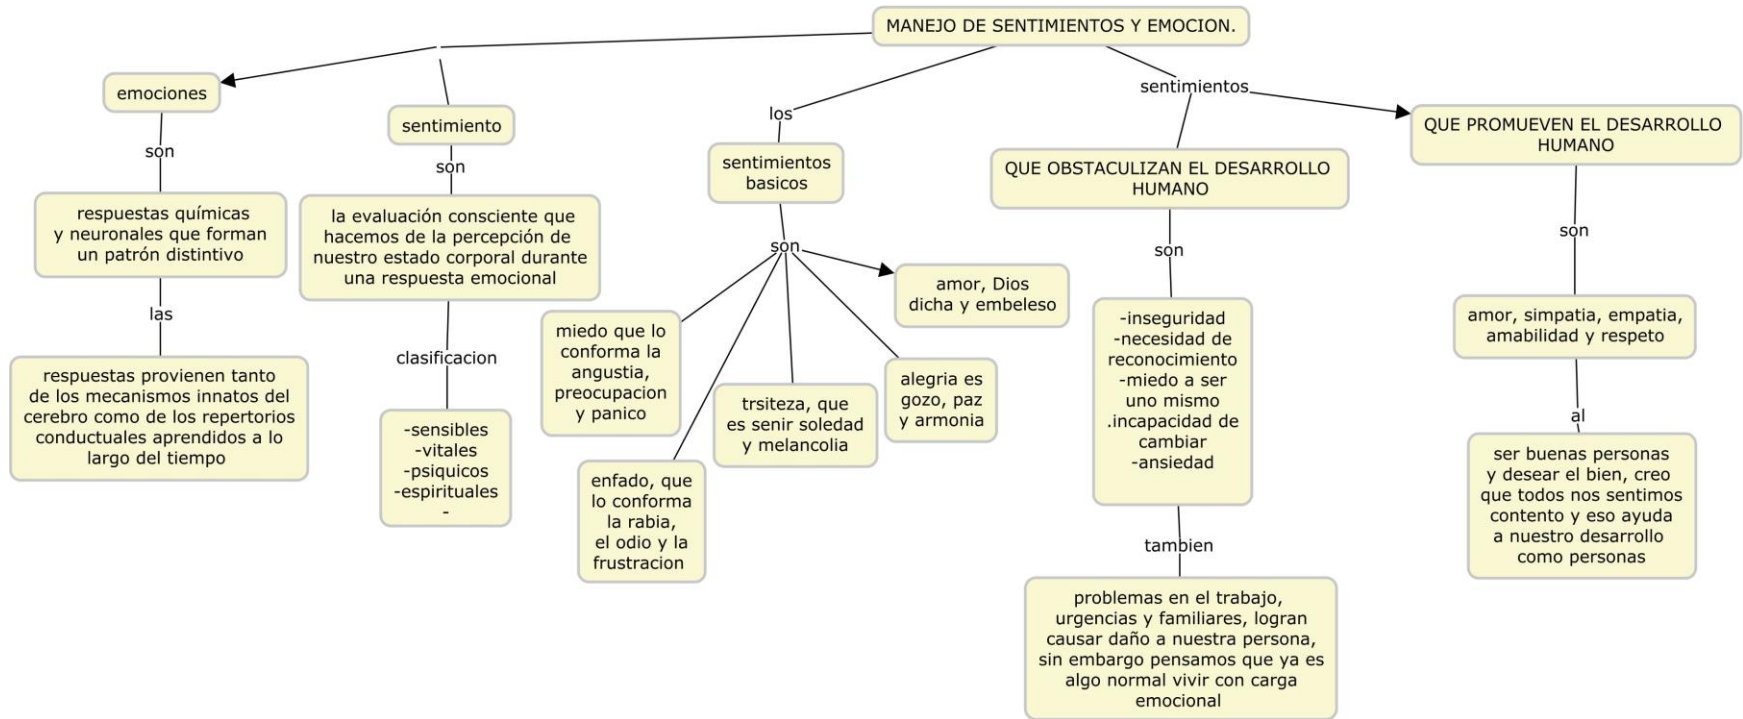 MANEJO DE SENTIMIENTOS Y EMOCION.
emociones
son
respuestas químicas
y neuronales que forman
un patrón distintivo
las
respuestas provienen tanto
de los mecanismos innatos del
cerebro como de los repertorios
conductuales aprendidos a lo
largo del tiempo
sentimiento
son
la evaluación consciente que
hacemos de la percepción de
nuestro estado corporal durante
una respuesta emocional
clasificacion
-sensibles
-vitales
-psiquicos
-espirituales
-
los
sentimientos
basicos
son
miedo que lo
conforma la
angustia,
preocupacion
y panico
enfado, que
lo conforma
la rabia,
el odio y la
frustracion
trsiteza, que
es senir soledad
y melancolia
alegria es
gozo, paz
y armonia
amor, Dios
dicha y embeleso
sentimientos
QUE OBSTACULIZAN EL DESARROLLO
HUMANO
son
-inseguridad
-necesidad de
reconocimiento
-miedo a ser
uno mismo
.incapacidad de
cambiar
-ansiedad
tambien
problemas en el trabajo,
urgencias y familiares, logran
causar daño a nuestra persona,
sin embargo pensamos que ya es
algo normal vivir con carga
emocional
QUE PROMUEVEN EL DESARROLLO
HUMANO
son
amor, simpatia, empatia,
amabilidad y respeto
al
ser buenas personas
y desear el bien, creo
que todos nos sentimos
contento y eso ayuda
a nuestro desarrollo
como personas